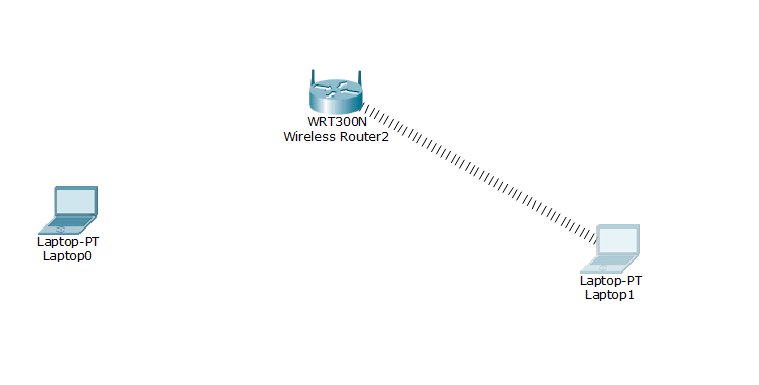 WRT300N
Wireless Router2
Laptop-PT
Laptop0
Laptop-PT
Laptop1